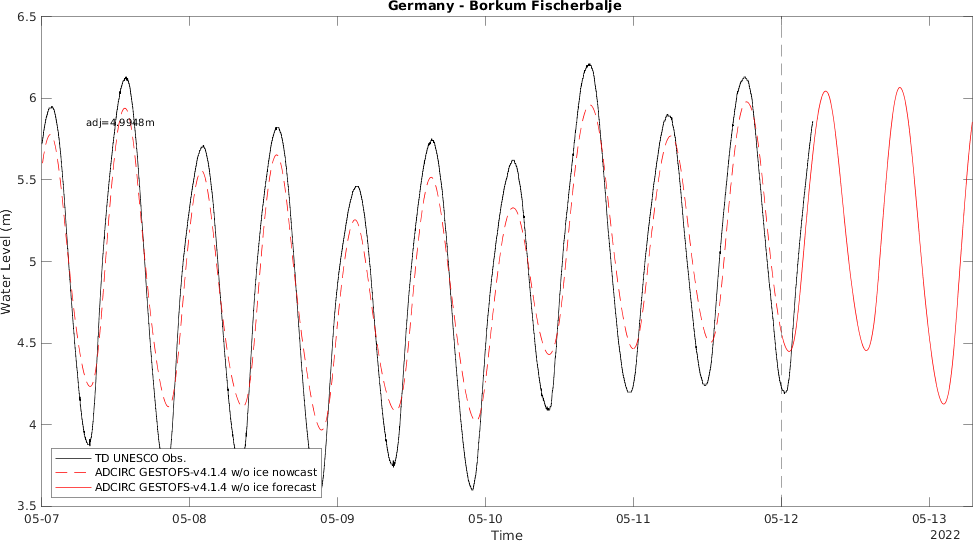 Germany - Borkum Fischerbalje
6.5
6
5.5
5
4.5
4
3.5
Water Level (m)
adj=4.9948m
TD UNESCO Obs.
ADCIRC GESTOFS-v4.1.4 w/o ice nowcast
ADCIRC GESTOFS-v4.1.4 w/o ice forecast
05-07
05-08
05-09
05-10
05-11
05-12
05-13
Time
2022